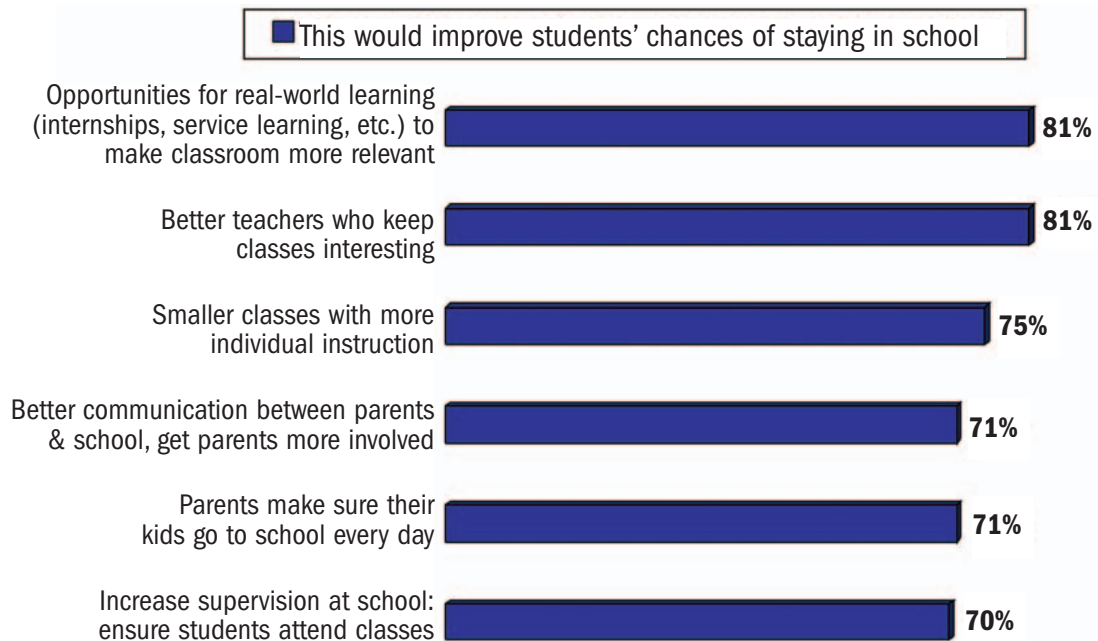 This would improve students’ chances of staying in school
Opportunities for real-world learning
(internships, service learning, etc.) to
make classroom more relevant
81%
Better teachers who keep
classes interesting
81%
Smaller classes with more
individual instruction
75%
Better communication between parents
& school, get parents more involved
71%
Parents make sure their
kids go to school every day
71%
Increase supervision at school:
ensure students attend classes
70%